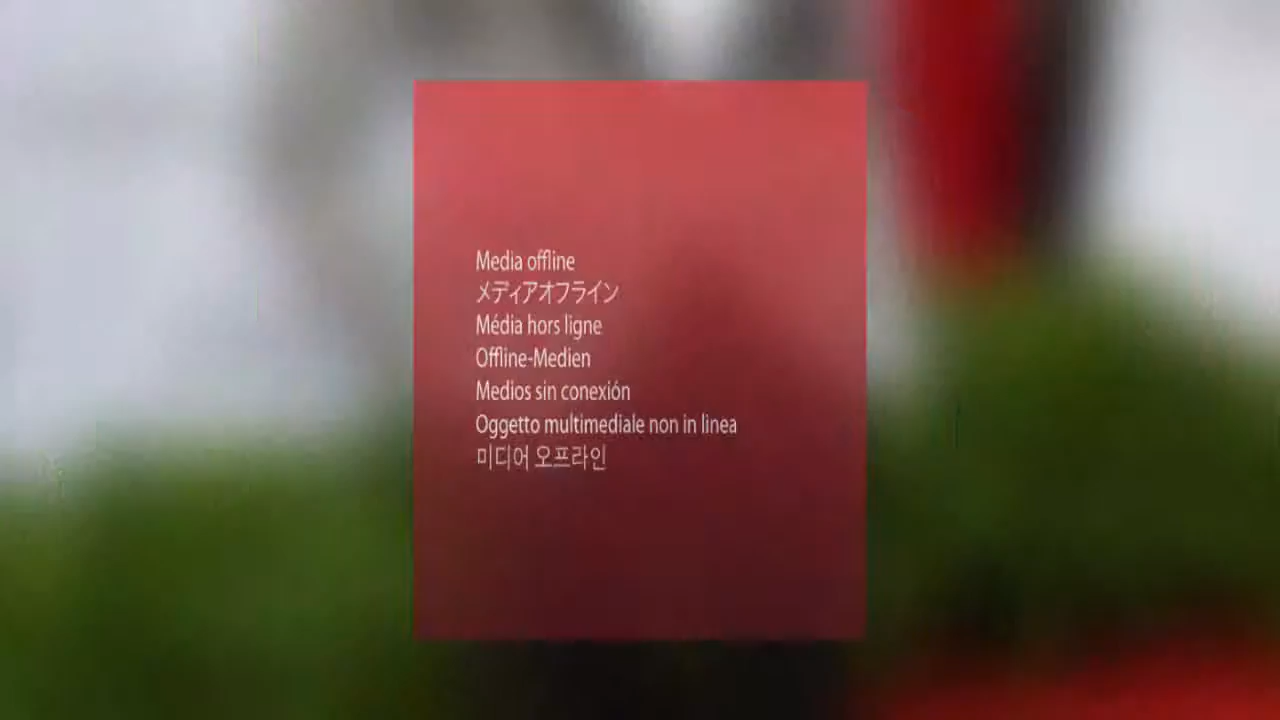 Media offline
メディアオフライン
Média hors ligne
Offline-Medien
Medios sin conexión
Oggetto multimediale non in linea
미디어 오프라인